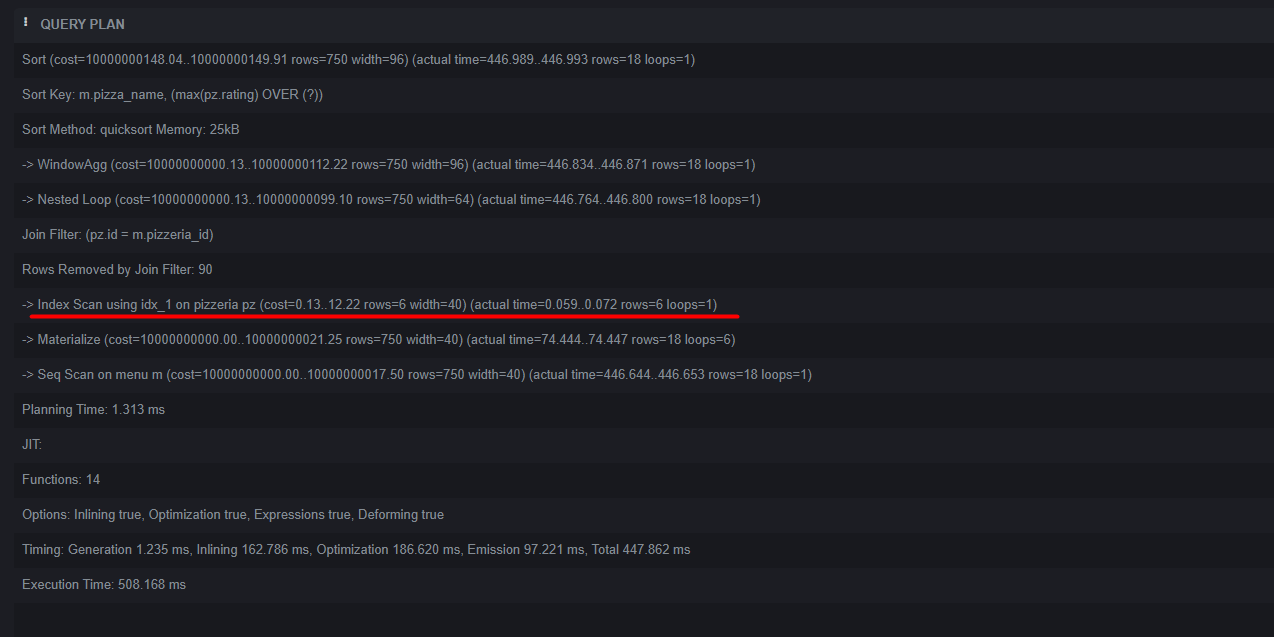 QUERY PLAN
Sort (cost=10000000148.04..10000000149.91 rows=750 width=96) (actual time=446.989..446.993 rows=18 loops=1)
Sort Key: m.pizza_name, (max(pz.rating) OVER (?))
Sort Method: quicksort Memory: 25kB
-> WindowAgg (cost=10000000000.13..10000000112.22 rows=750 width=96) (actual time=446.834..446.871 rows=18 loops=1)
-> Nested Loop (cost=10000000000.13..10000000099.10 rows=750 width=64) (actual time=446.764..446.800 rows=18 loops=1)
Join Filter: (pz.id = m.pizzeria_id)
Rows Removed by Join Filter: 90
-> Index Scan using idx_1 on pizzeria pz (cost=0.13..12.22 rows=6 width=40) (actual time=0.059..0.072 rows=6 loops=1)
-> Materialize (cost=10000000000.00..10000000021.25 rows=750 width=40) (actual time=74.444..74.447 rows=18 loops=6)
-> Seq Scan on menu m (cost=10000000000.00..10000000017.50 rows=750 width=40) (actual time=446.644..446.653 rows=18 loops=1)
Planning Time: 1.313 ms
JIT:
Functions: 14
Options: Inlining true, Optimization true, Expressions true, Deforming true
Timing: Generation 1.235 ms, Inlining 162.786 ms, Optimization 186.620 ms, Emission 97.221 ms, Total 447.862 ms
Execution Time: 508.168 ms